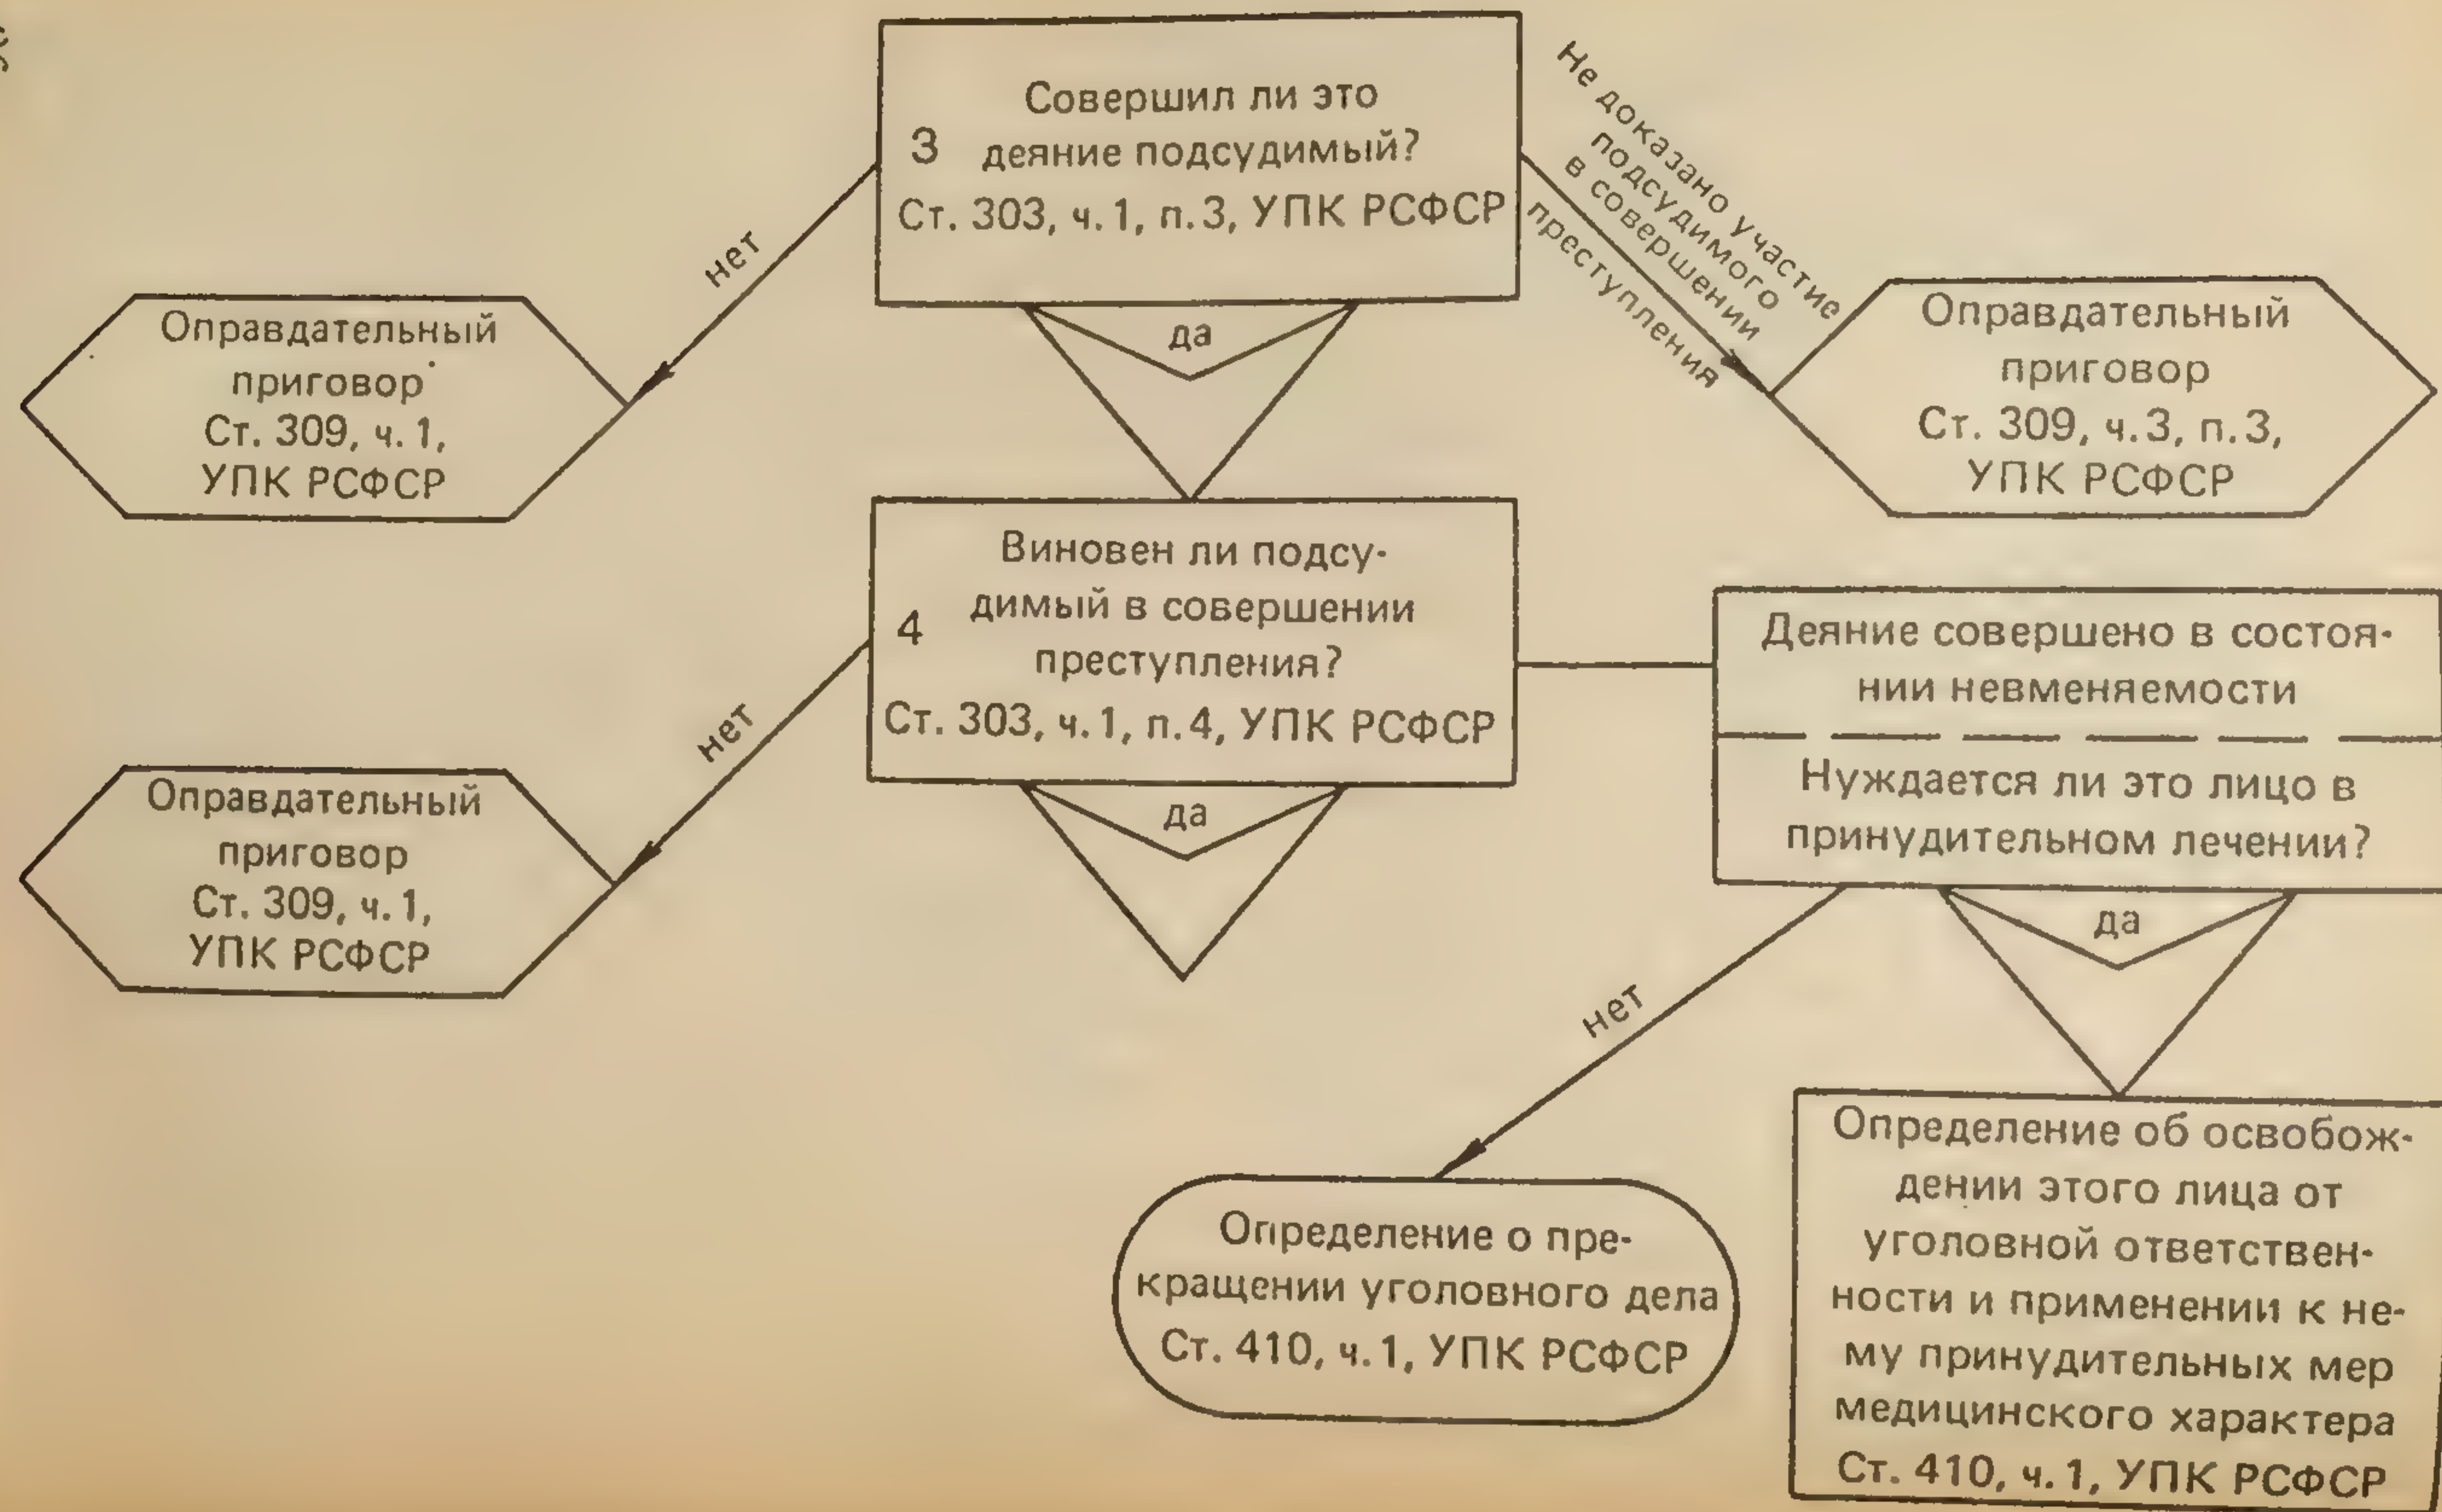 Совершил ли это
3 деяние подсудимый?
Ст. 303, ч. 1, п. 3, УПК РСФСР
нет
Не доказано участие
подсудимого
в совершении
преступления
Оправдательный
приговор
Ст. 309, ч. 1,
УПК РСФСР
да
Оправдательный
приговор
Ст. 309, ч. 3, п. 3,
УПК РСФСР
Виновен ли подсу-
4 димый в совершении
преступления?
Ст. 303, ч. 1, п. 4, УПК РСФСР
нет
Деяние совершено в состоя-
нии невменяемости
Нуждается ли это лицо в
принудительном лечении?
Оправдательный
приговор
Ст. 309, ч. 1,
УПК РСФСР
да
да
нет
Определение о пре-
кращении уголовного дела
Ст. 410, ч. 1, УПК РСФСР
Определение об освобож-
дении этого лица от
уголовной ответствен-
ности и применении к не-
му принудительных мер
медицинского характера
Ст. 410, ч. 1, УПК РСФСР